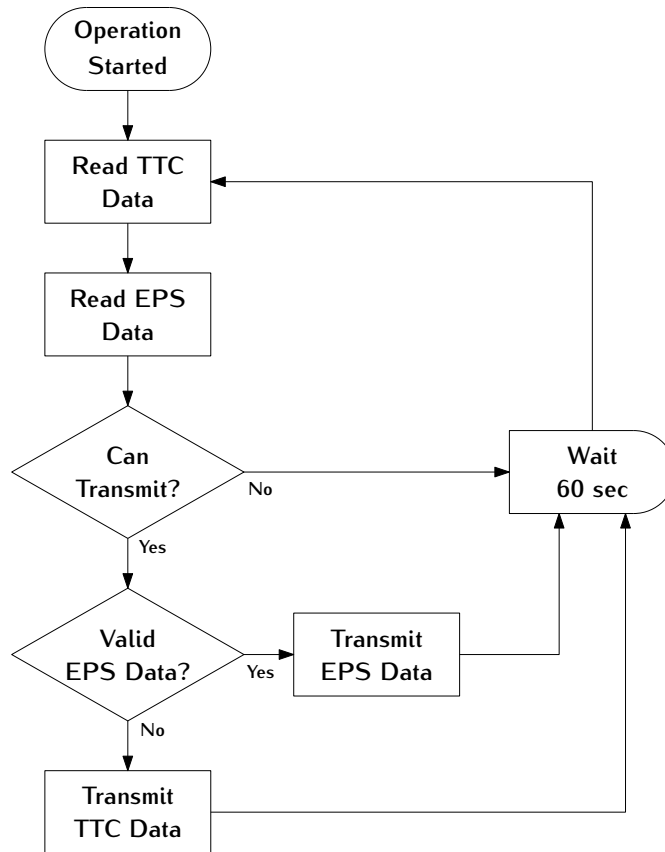 Operation
Started
Read TTC
Data
Read EPS
Data
Can
Transmit?
No
Wait
60 sec
Yes
Valid
EPS Data?
Yes
Transmit
EPS Data
No
Transmit
TTC Data